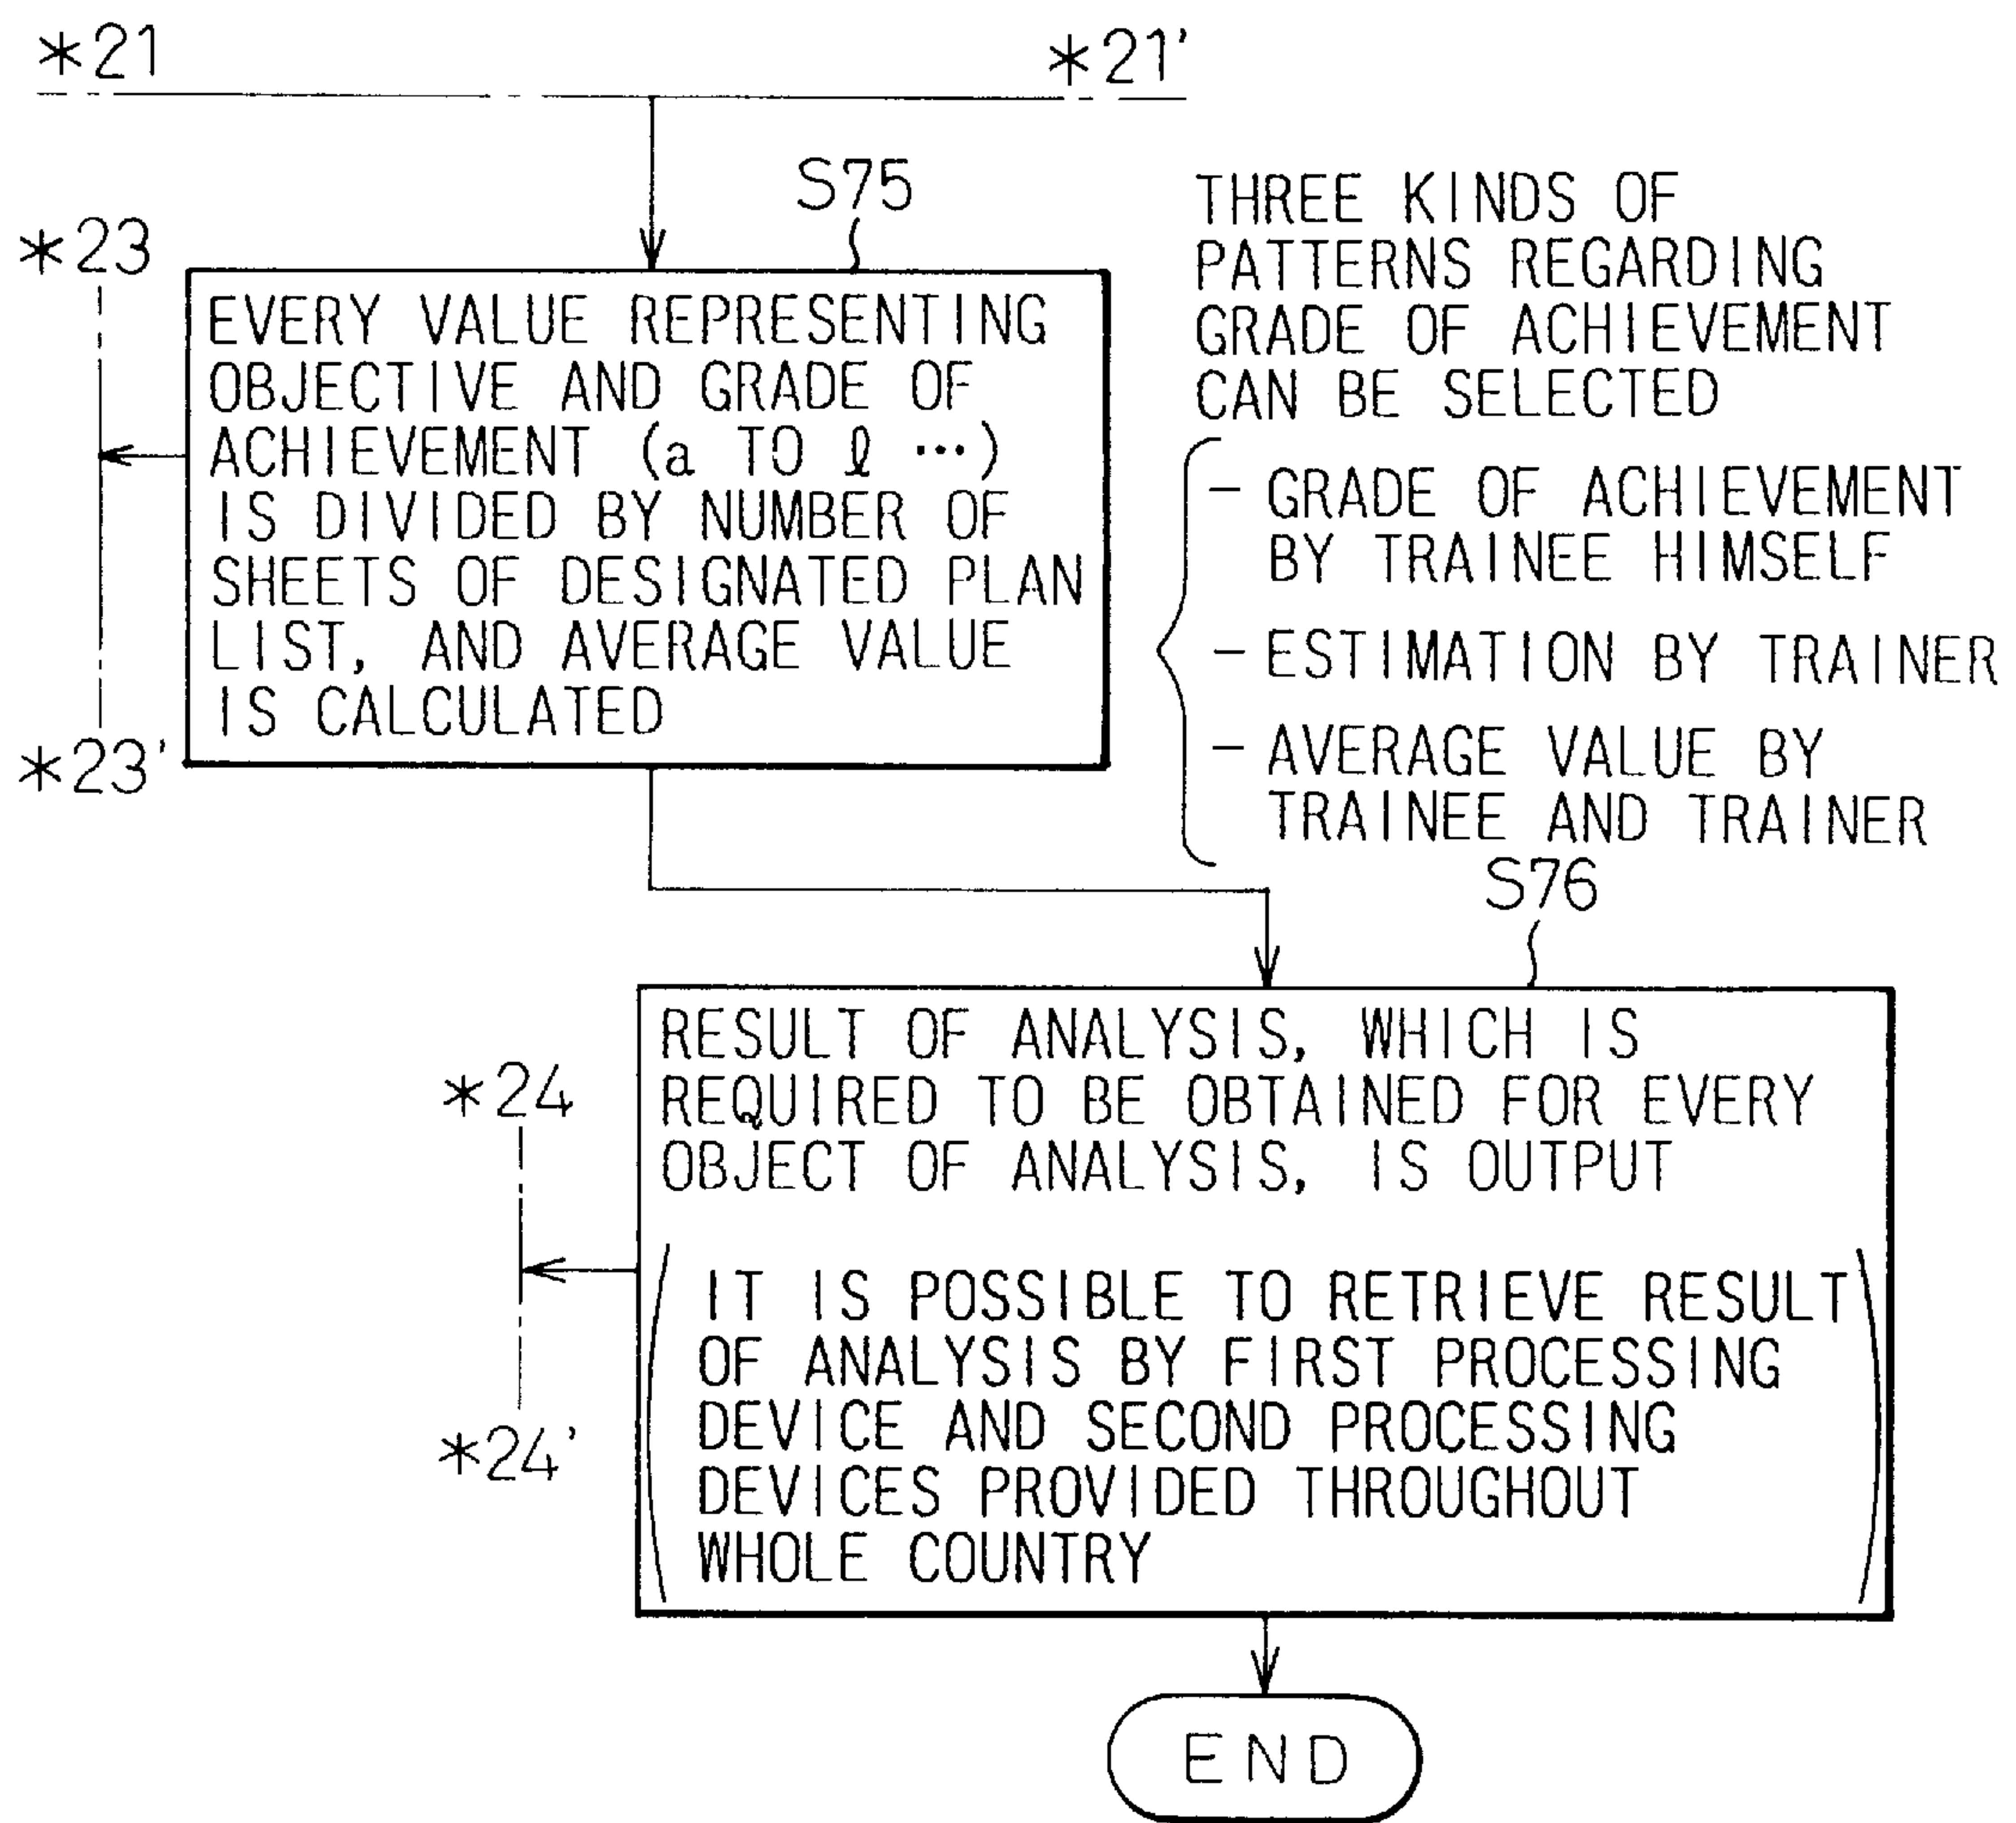 *21
*21'
S75
*23
EVERY VALUE REPRESENTING
OBJECTIVE AND GRADE OF
ACHIEVEMENT (a TO ℓ ···)
IS DIVIDED BY NUMBER OF
SHEETS OF DESIGNATED PLAN
LIST, AND AVERAGE VALUE
IS CALCULATED
*23'
THREE KINDS OF
PATTERNS REGARDING
GRADE OF ACHIEVEMENT
CAN BE SELECTED
- GRADE OF ACHIEVEMENT
BY TRAINEE HIMSELF
- ESTIMATION BY TRAINER
- AVERAGE VALUE BY
TRAINEE AND TRAINER
S76
*24
RESULT OF ANALYSIS, WHICH IS
REQUIRED TO BE OBTAINED FOR EVERY
OBJECT OF ANALYSIS, IS OUTPUT
(IT IS POSSIBLE TO RETRIEVE RESULT
OF ANALYSIS BY FIRST PROCESSING
DEVICE AND SECOND PROCESSING
DEVICES PROVIDED THROUGHOUT
WHOLE COUNTRY)
*24'
END